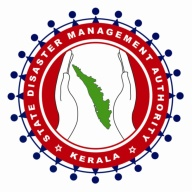 STATE DISASTER MANAGEMENT AUTHORITY
KERALA